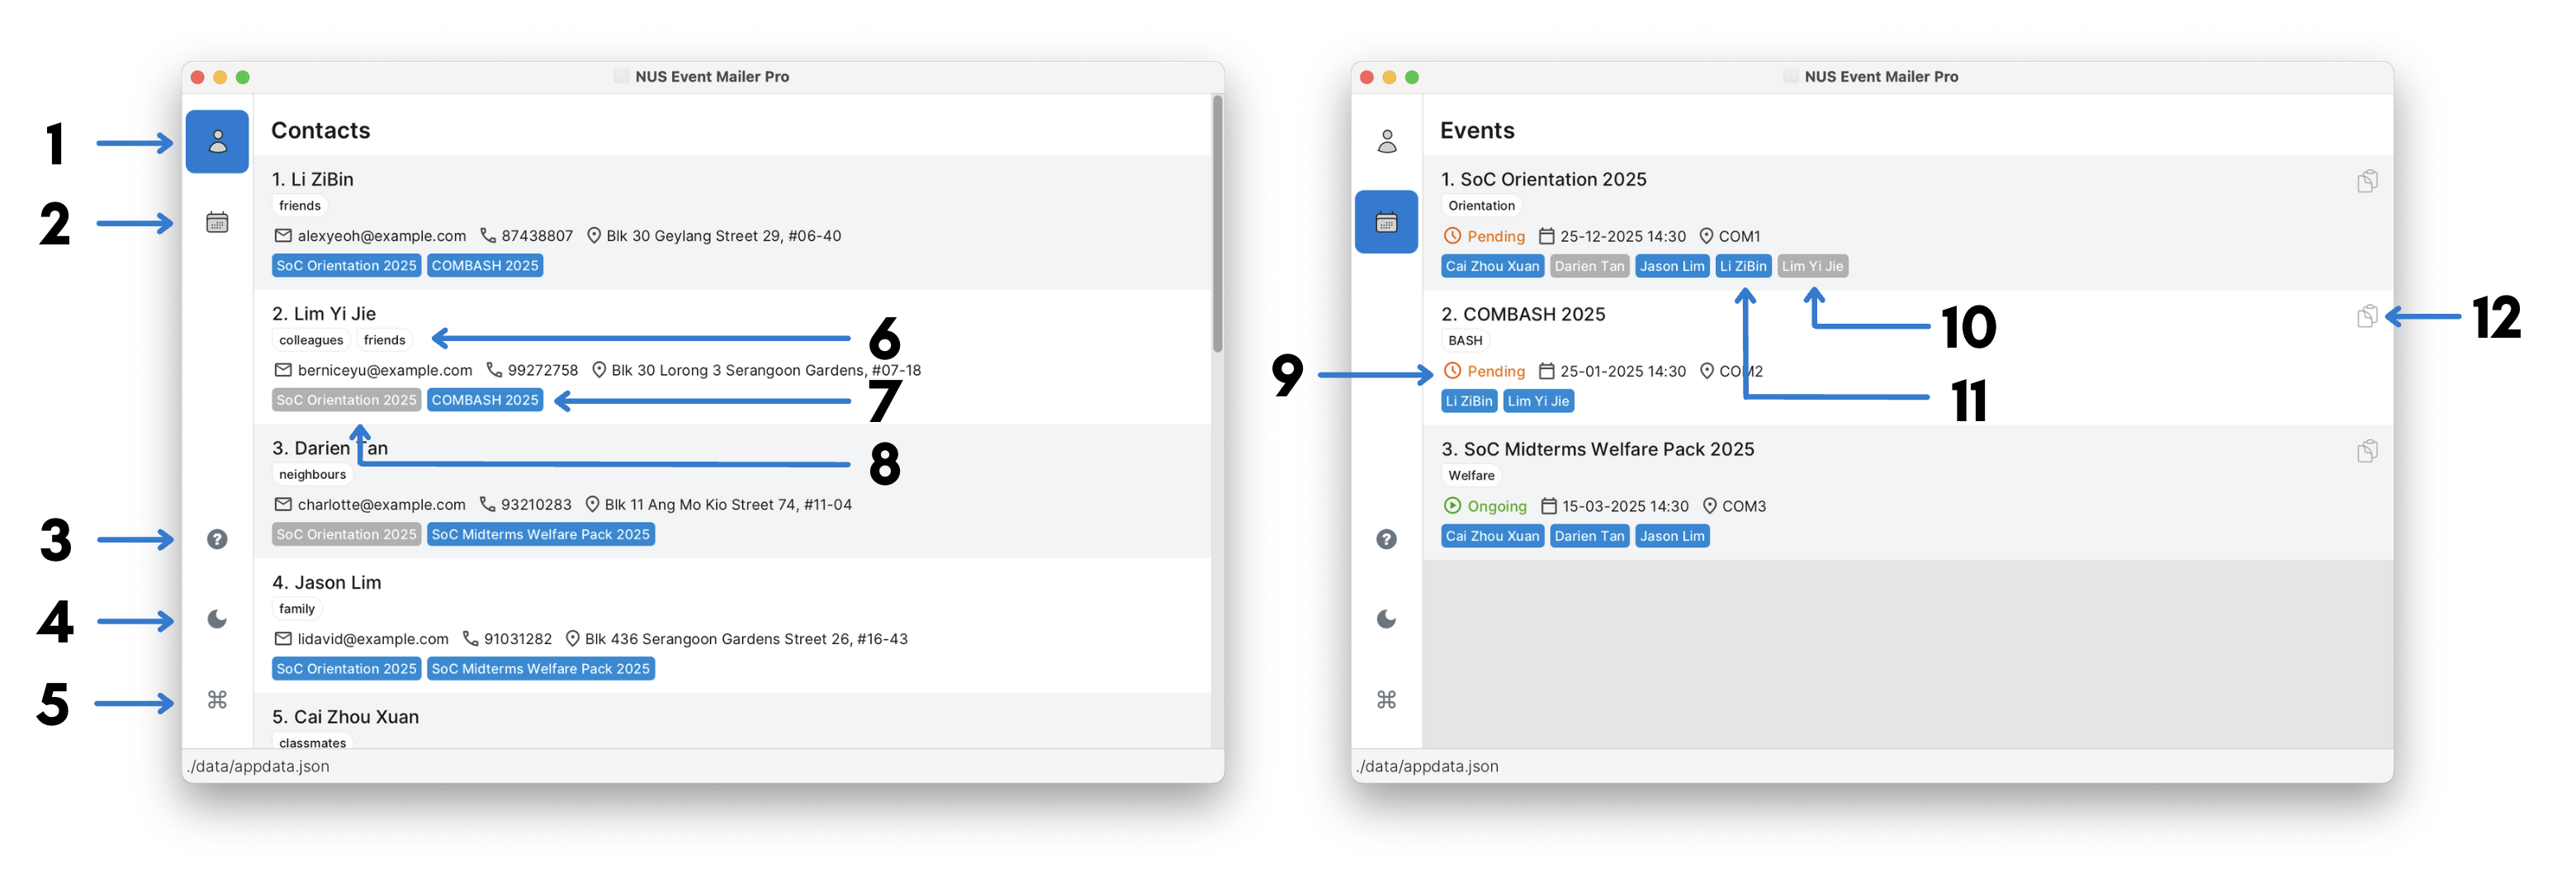 NUS Event Mailer Pro
1
2
3
4
5
Contacts
1. Li ZiBin
friends
alexyeoh@example.com 87438807 Blk 30 Geylang Street 29, #06-40
SoC Orientation 2025 COMBASH 2025
2. Lim Yi Jie
colleagues friends
6
berniceyu@example.com 99272758 Blk 30 Lorong 3 Serangoon Gardens, #07-18
SoC Orientation 2025 COMBASH 2025
7
3. Darien Tan
8
neighbours
charlotte@example.com 93210283 Blk 11 Ang Mo Kio Street 74, #11-04
SoC Orientation 2025 SoC Midterms Welfare Pack 2025
4. Jason Lim
family
lidavid@example.com 91031282 Blk 436 Serangoon Gardens Street 26, #16-43
SoC Orientation 2025 SoC Midterms Welfare Pack 2025
5. Cai Zhou Xuan
classmates
./data/appdata.json
NUS Event Mailer Pro
Events
1. SoC Orientation 2025
Orientation
Pending 25-12-2025 14:30 COM1
Cai Zhou Xuan Darien Tan Jason Lim Li ZiBin Lim Yi Jie
10
12
2. COMBASH 2025
BASH
9
Pending 25-01-2025 14:30 COM2
Li ZiBin Lim Yi Jie
11
3. SoC Midterms Welfare Pack 2025
Welfare
Ongoing 15-03-2025 14:30 COM3
Cai Zhou Xuan Darien Tan Jason Lim
./data/appdata.json